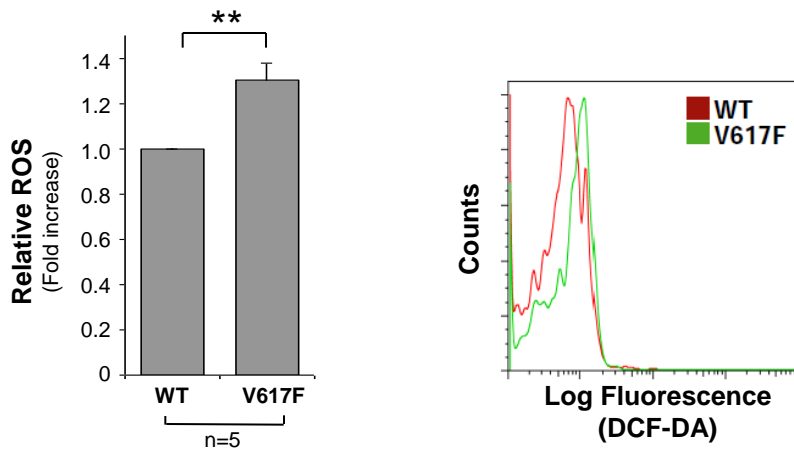 **
1.4
1.2
1.0
0.8
0.6
0.4
0.2
0
Relative ROS
(Fold increase)
WT V617F
n=5
WT
V617F
Counts
Log Fluorescence
(DCF-DA)